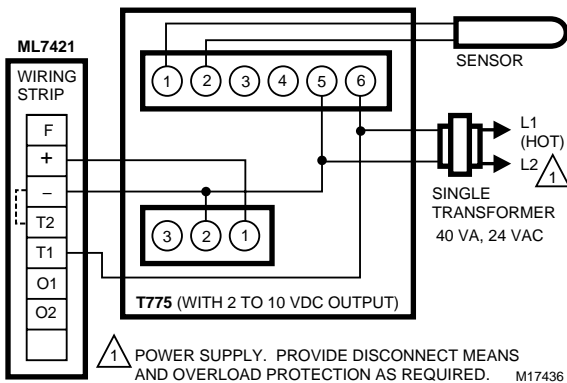 ML7421
WIRING
STRIP
F
+
−
T2
T1
O1
O2
1 2 3 4 5 6
3 2 1
SENSOR
L1
(HOT)
L2
1
SINGLE
TRANSFORMER
40 VA, 24 VAC
T775 (WITH 2 TO 10 VDC OUTPUT)
1 POWER SUPPLY. PROVIDE DISCONNECT MEANS
AND OVERLOAD PROTECTION AS REQUIRED.
M17436